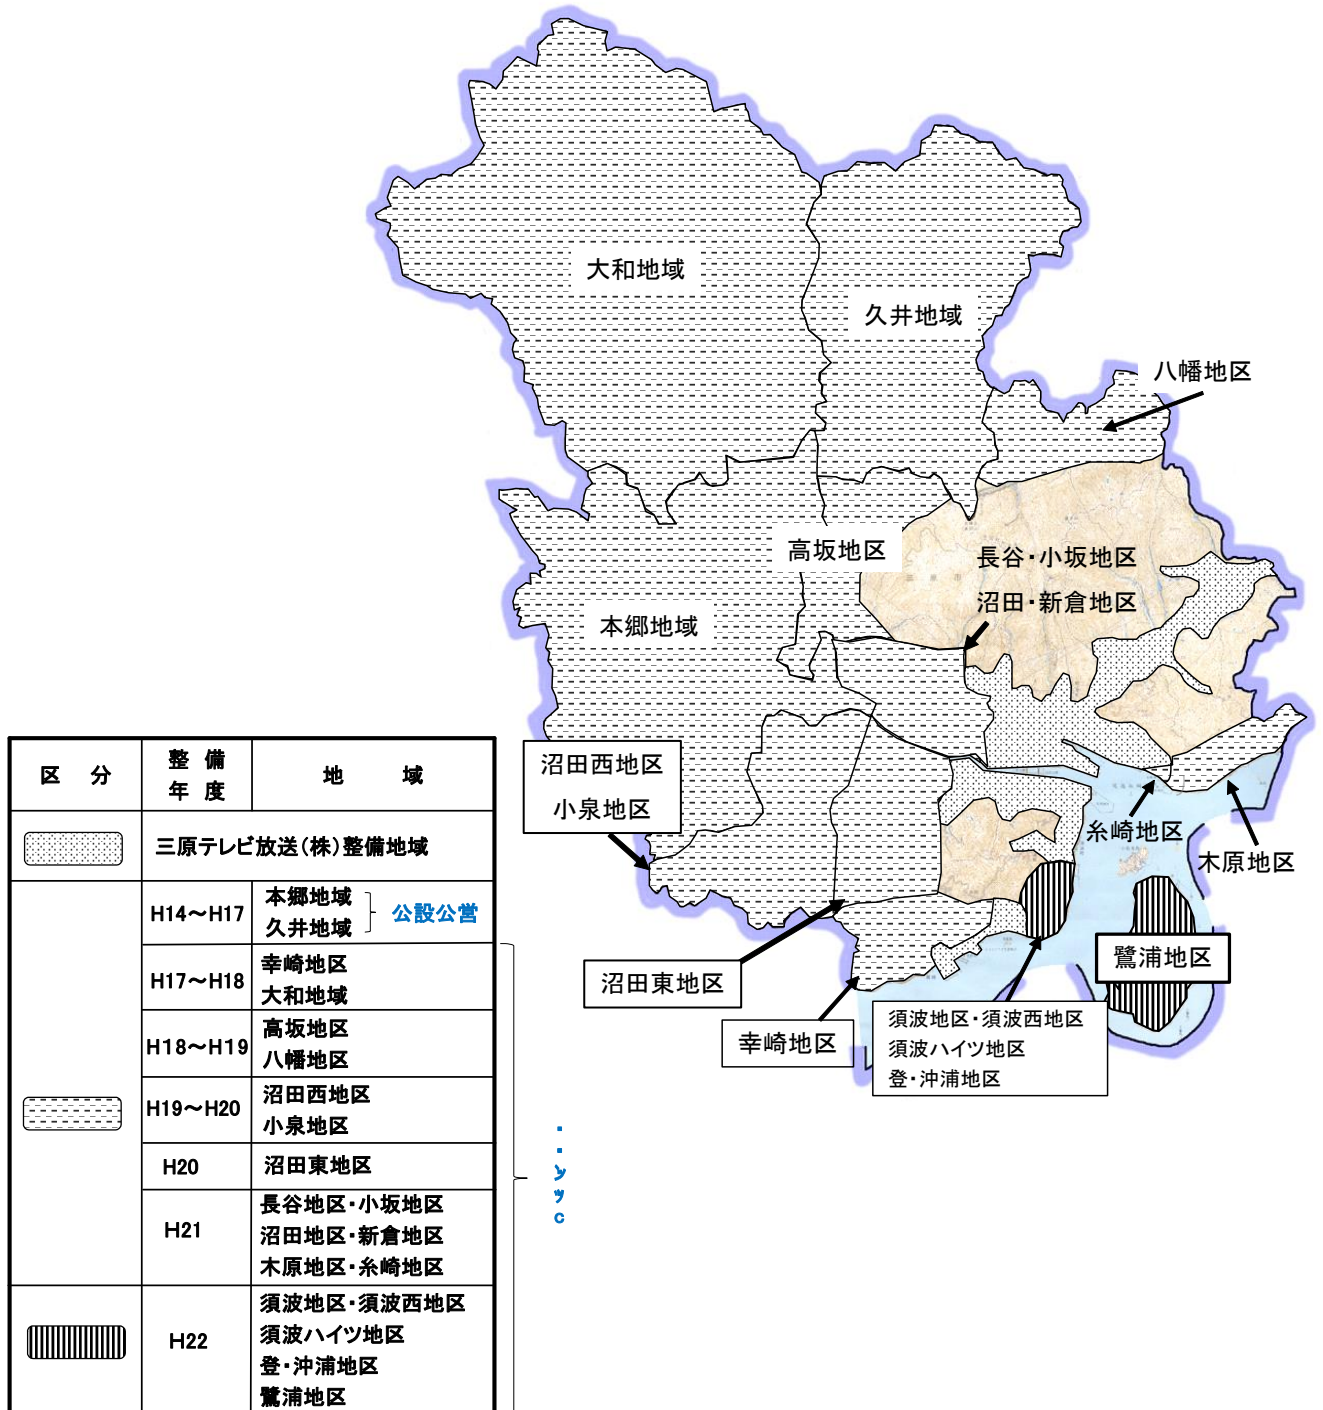 大和地域
久井地域
八幡地区
高坂地区
長谷・小坂地区
沼田・新倉地区
本郷地域
沼田西地区
小泉地区
糸崎地区
木原地区
鷺浦地区
沼田東地区
幸崎地区
須波地区・須波西地区
須波ハイツ地区
登・沖浦地区
区 分
整 備
年 度
地 域
三原テレビ放送(株)整備地域
H14～H17
本郷地域
久井地域
公設公営
H17～H18
幸崎地区
大和地域
H18～H19
高坂地区
八幡地区
H19～H20
沼田西地区
小泉地区
H20
沼田東地区
H21
長谷地区・小坂地区
沼田地区・新倉地区
木原地区・糸崎地区
H22
須波地区・須波西地区
須波ハイツ地区
登・沖浦地区
鷺浦地区